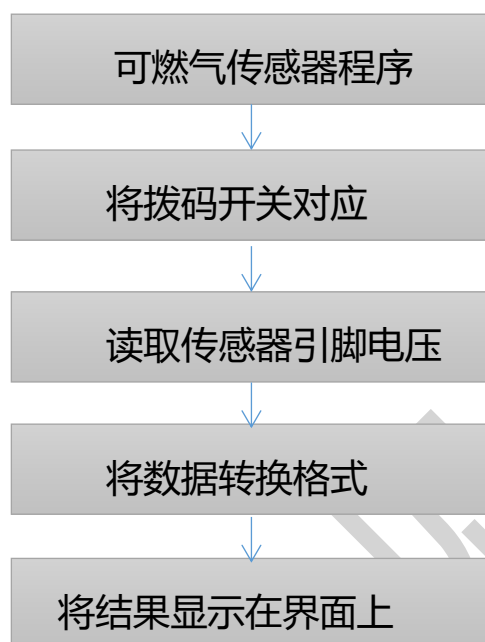 可燃气传感器程序
将拨码开关对应
读取传感器引脚电压
将数据转换格式
将结果显示在界面上